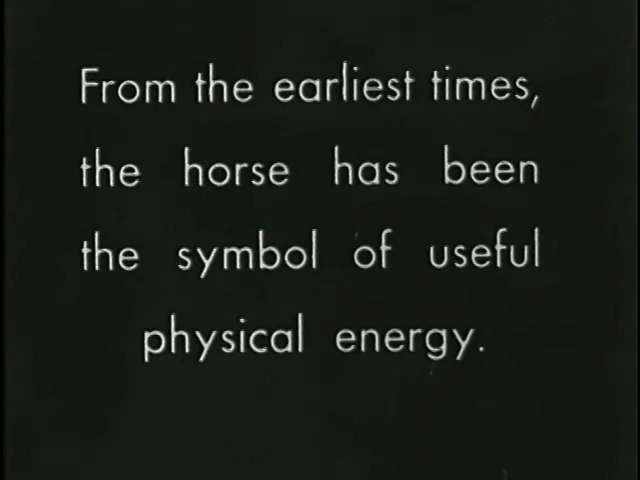 From the earliest times,
the horse has been
the symbol of useful
physical energy.